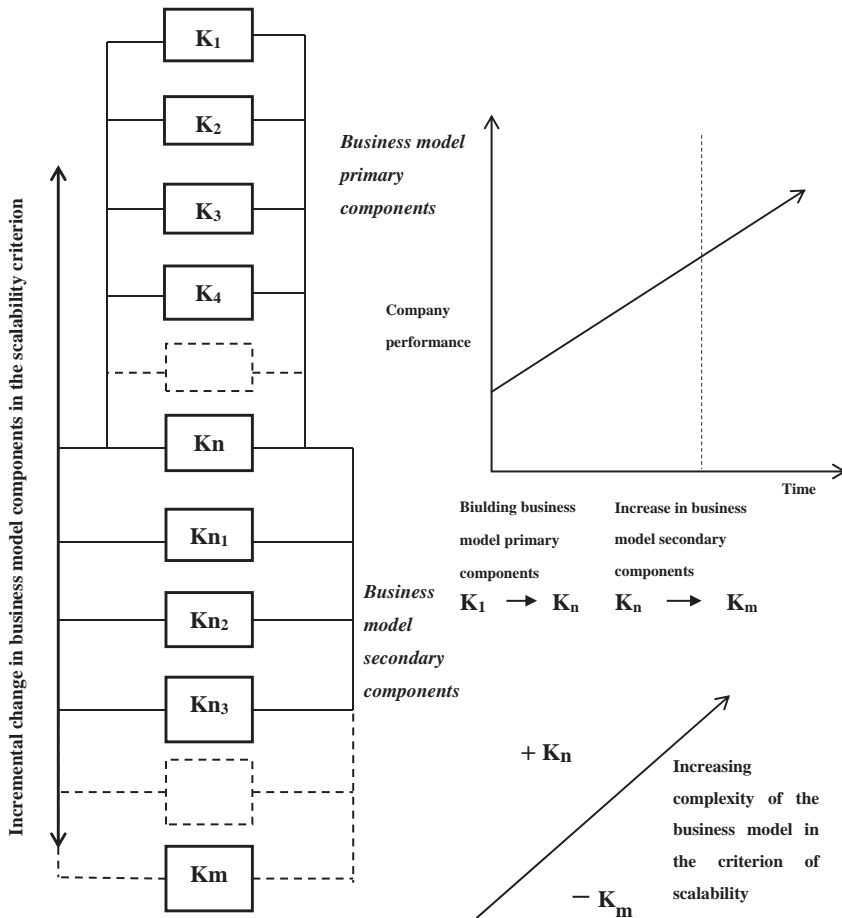 Incremental change in business model components in the scalability criterion
K₁
K₂
K₃
K₄
Kn
Kn₁
Kn₂
Kn₃
Km
Business model
primary
components
Business
model
secondary
components
Company
performance
Time
Biulding business
model primary
components
K₁ → Kₙ
Increase in business
model secondary
components
Kₙ → Kₘ
+ Kₙ
− Kₘ
Increasing
complexity of the
business model in
the criterion of
scalability